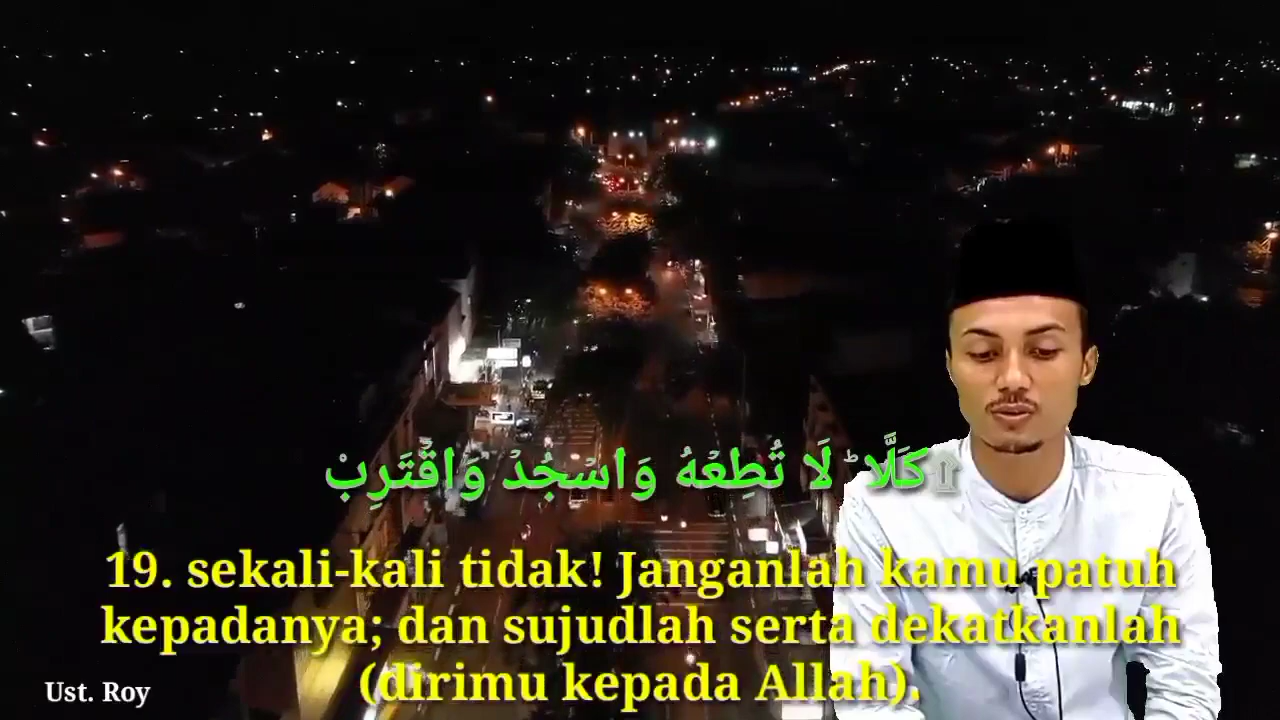 كَلَّا ۗ لَا تُطِعْهُ وَاسْجُدْ وَاقْتَرِبْ ۩
19. sekali-kali tidak! Janganlah kamu patuh
kepadanya; dan sujudlah serta dekatkanlah
(dirimu kepada Allah).
Ust. Roy